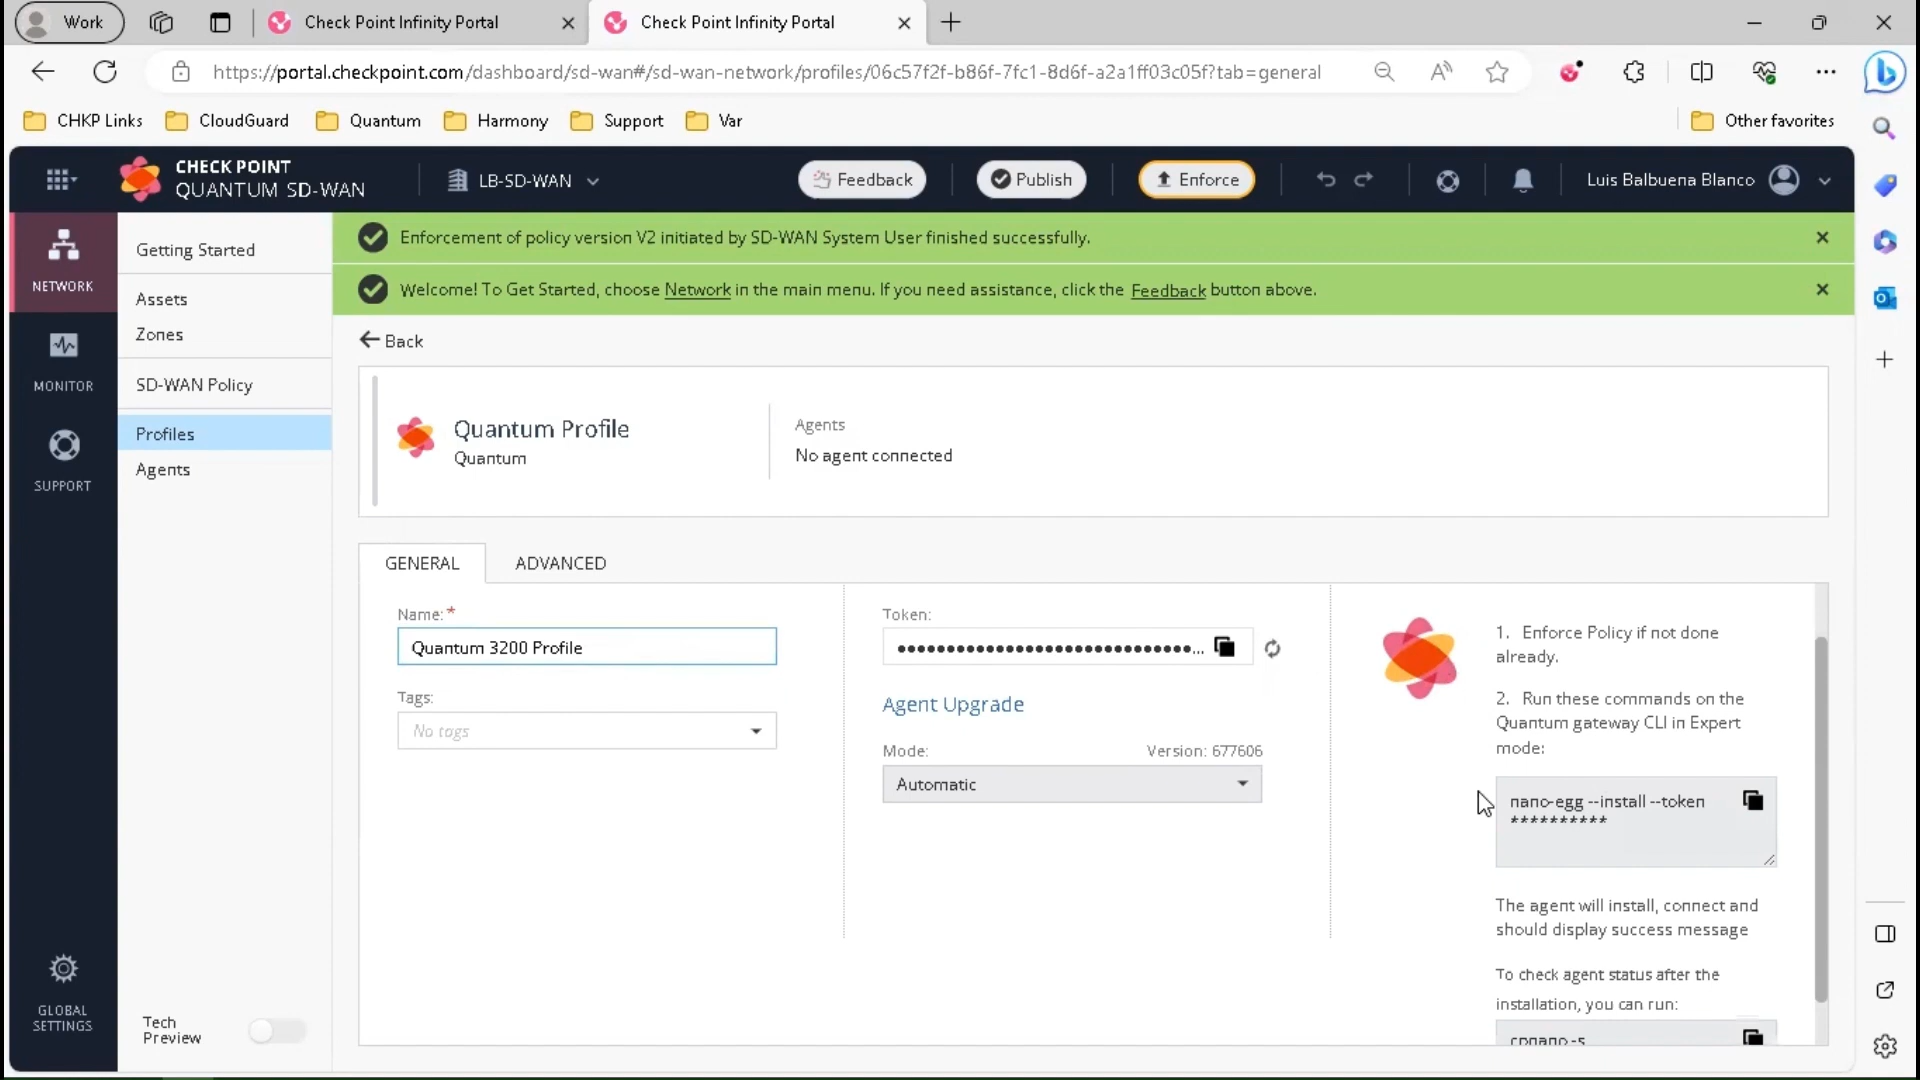 Work
Check Point Infinity Portal
Check Point Infinity Portal
https://portal.checkpoint.com/dashboard/sd-wan#/sd-wan-network/profiles/06c57f2f-b86f-7fc1-8d6f-a2a1ff03c05f?tab=general
CHKP Links
CloudGuard
Quantum
Harmony
Support
Var
Other favorites
CHECK POINT
QUANTUM SD-WAN
LB-SD-WAN
Feedback
Publish
Enforce
Luis Balbuena Blanco
NETWORK
MONITOR
SUPPORT
GLOBAL
SETTINGS
Getting Started
Assets
Zones
SD-WAN Policy
Profiles
Agents
Tech
Preview
Enforcement of policy version V2 initiated by SD-WAN System User finished successfully.
Welcome! To Get Started, choose Network in the main menu. If you need assistance, click the Feedback button above.
Back
Quantum Profile
Quantum
Agents
No agent connected
GENERAL
ADVANCED
Name:*
Quantum 3200 Profile
Tags:
No tags
Token:
••••••••••••••••••••••••••••••...
Agent Upgrade
Mode:
Version: 677606
Automatic
1. Enforce Policy if not done
already.
2. Run these commands on the
Quantum gateway CLI in Expert
mode:
nano-egg --install --token
**********
The agent will install, connect and
should display success message
To check agent status after the
installation, you can run:
cpnano -s